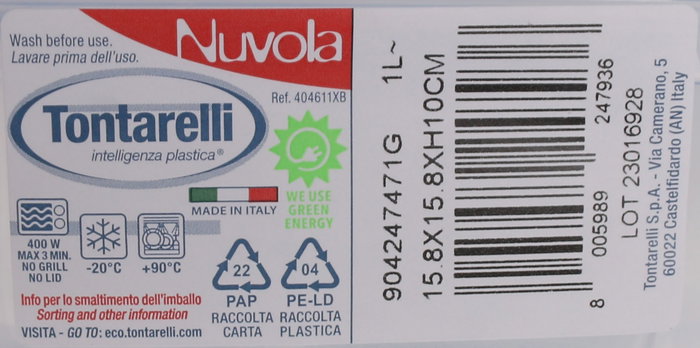 Wash before use.
Lavare prima dell'uso.
Nuvola
Ref. 404611XB
Tontarelli
intelligenza plastica®
MADE IN ITALY
WE USE
GREEN
ENERGY
400 W
MAX 3 MIN.
NO GRILL
NO LID
-20°C
+90°C
22
PAP
RACCOLTA
CARTA
04
PE-LD
RACCOLTA
PLASTICA
Info per lo smaltimento dell'imballo
Sorting and other information
VISITA - GO TO: eco.tontarelli.com
904247471G 1L~
15.8X15.8XH10CM
8 005989 247936
LOT 23016928
Tontarelli S.p.A. - Via Camerano, 5
60022 Castelfidardo (AN) Italy